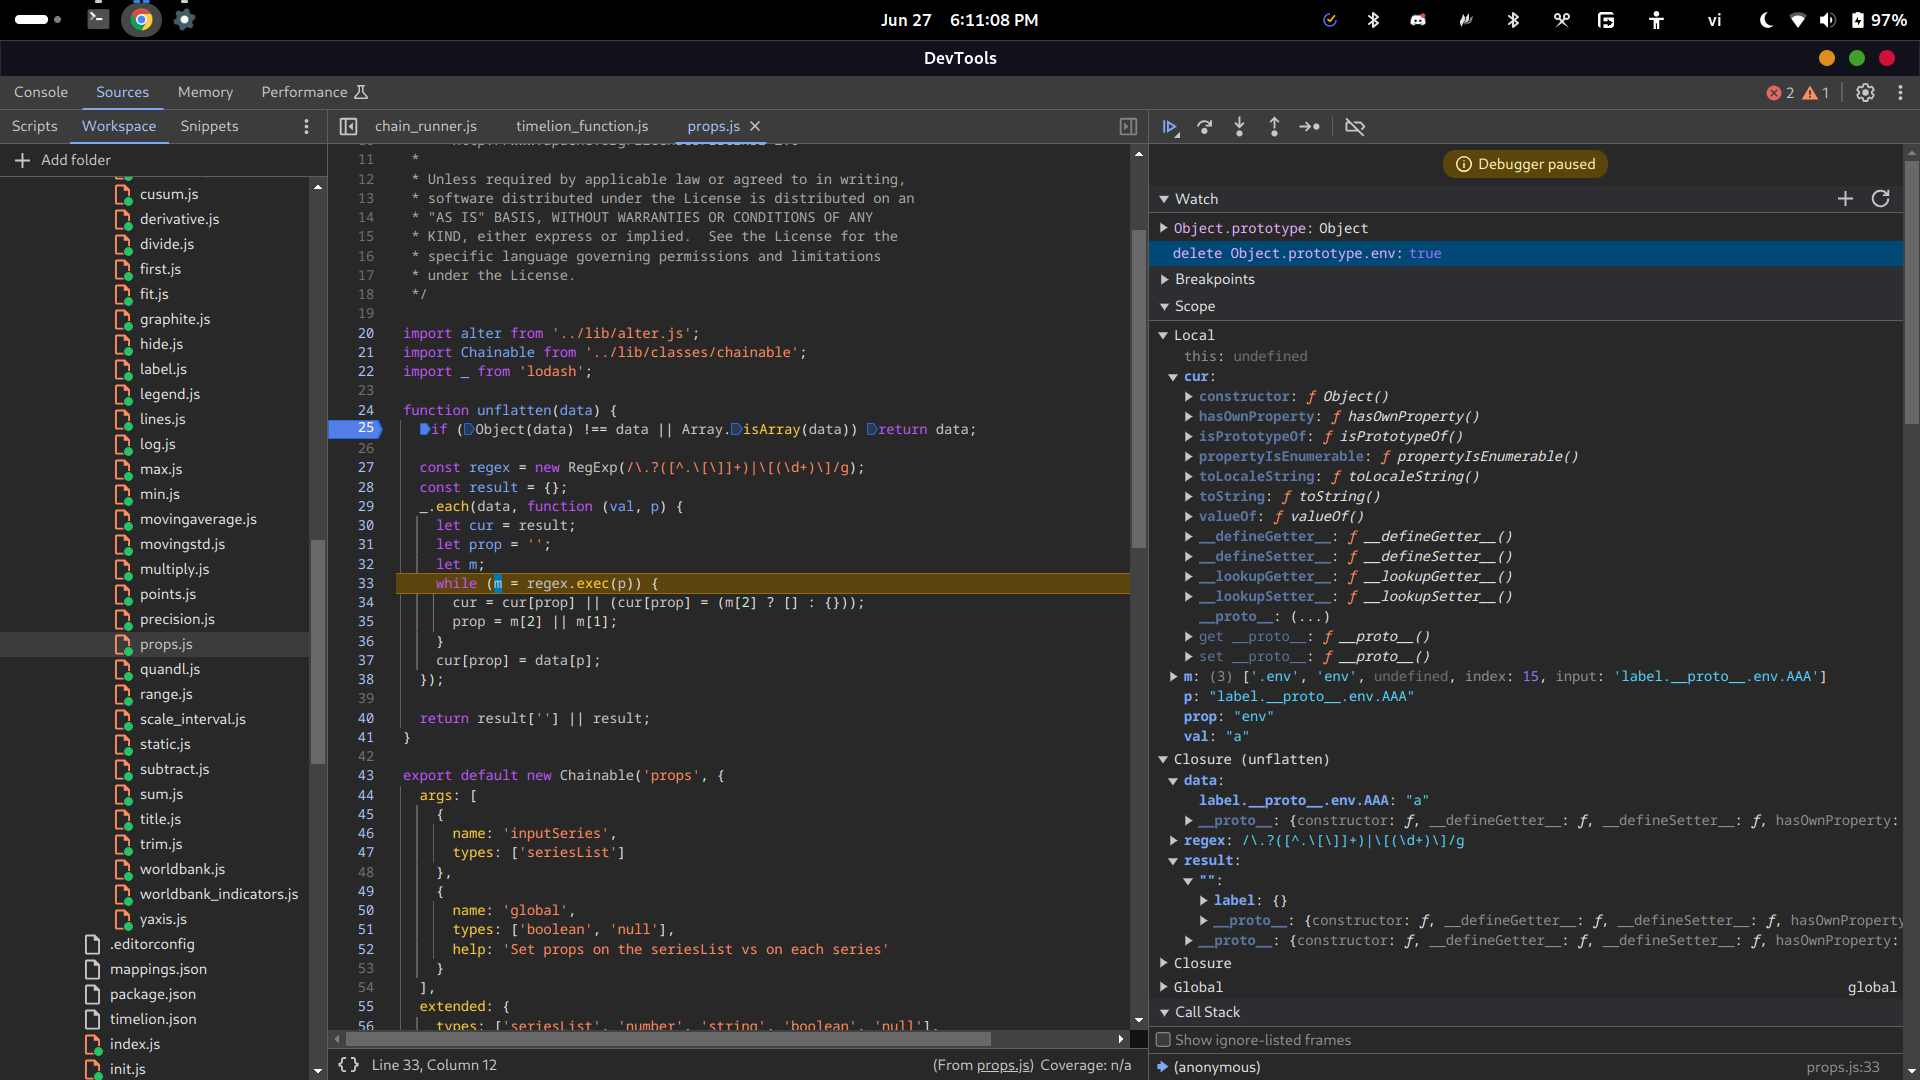 Jun 27 6:11:08 PM
vi
97%
DevTools
Console
Sources
Memory
Performance
2
1
Scripts
Workspace
Snippets
chain_runner.js
timelion_function.js
props.js
Add folder
cusum.js
derivative.js
divide.js
first.js
fit.js
graphite.js
hide.js
label.js
legend.js
lines.js
log.js
max.js
min.js
movingaverage.js
movingstd.js
multiply.js
points.js
precision.js
props.js
quandl.js
range.js
scale_interval.js
static.js
subtract.js
sum.js
title.js
trim.js
worldbank.js
worldbank_indicators.js
yaxis.js
.editorconfig
mappings.json
package.json
timelion.json
index.js
init.js
11 *
12 * Unless required by applicable law or agreed to in writing,
13 * software distributed under the License is distributed on an
14 * "AS IS" BASIS, WITHOUT WARRANTIES OR CONDITIONS OF ANY
15 * KIND, either express or implied.  See the License for the
16 * specific language governing permissions and limitations
17 * under the License.
18 */
19
20 import alter from '../lib/alter.js';
21 import Chainable from '../lib/classes/chainable';
22 import _ from 'lodash';
23
24 function unflatten(data) {
25 if (Object(data) !== data || Array.isArray(data)) return data;
26
27 const regex = new RegExp(/\.?([^.\[\]]+)|\[(\d+)\]/g);
28 const result = {};
29 _.each(data, function (val, p) {
30 let cur = result;
31 let prop = '';
32 let m;
33 while (m = regex.exec(p)) {
34 cur = cur[prop] || (cur[prop] = (m[2] ? [] : {}));
35 prop = m[2] || m[1];
36 }
37 cur[prop] = data[p];
38 });
39
40 return result[''] || result;
41 }
42
43 export default new Chainable('props', {
44 args: [
45 {
46 name: 'inputSeries',
47 types: ['seriesList']
48 },
49 {
50 name: 'global',
51 types: ['boolean', 'null'],
52 help: 'Set props on the seriesList vs on each series'
53 }
54 ],
55 extended: {
56 types: ['seriesList', 'number', 'string', 'boolean', 'null'],
{} Line 33, Column 12
(From props.js) Coverage: n/a
Debugger paused
Watch
Object.prototype: Object
delete Object.prototype.env: true
Breakpoints
Scope
Local
this: undefined
cur:
constructor: ƒ Object()
hasOwnProperty: ƒ hasOwnProperty()
isPrototypeOf: ƒ isPrototypeOf()
propertyIsEnumerable: ƒ propertyIsEnumerable()
toLocaleString: ƒ toLocaleString()
toString: ƒ toString()
valueOf: ƒ valueOf()
__defineGetter__: ƒ __defineGetter__()
__defineSetter__: ƒ __defineSetter__()
__lookupGetter__: ƒ __lookupGetter__()
__lookupSetter__: ƒ __lookupSetter__()
__proto__: (...)
get __proto__: ƒ __proto__()
set __proto__: ƒ __proto__()
m: (3) ['.env', 'env', undefined, index: 15, input: 'label.__proto__.env.AAA']
p: "label.__proto__.env.AAA"
prop: "env"
val: "a"
Closure (unflatten)
data:
label.__proto__.env.AAA: "a"
__proto__: {constructor: ƒ, __defineGetter__: ƒ, __defineSetter__: ƒ, hasOwnProperty:
regex: /\.?([^.\[\]]+)|\[(\d+)\]/g
result:
"":
label: {}
__proto__: {constructor: ƒ, __defineGetter__: ƒ, __defineSetter__: ƒ, hasOwnProperty
__proto__: {constructor: ƒ, __defineGetter__: ƒ, __defineSetter__: ƒ, hasOwnProperty:
Closure
Global global
Call Stack
Show ignore-listed frames
(anonymous) props.js:33